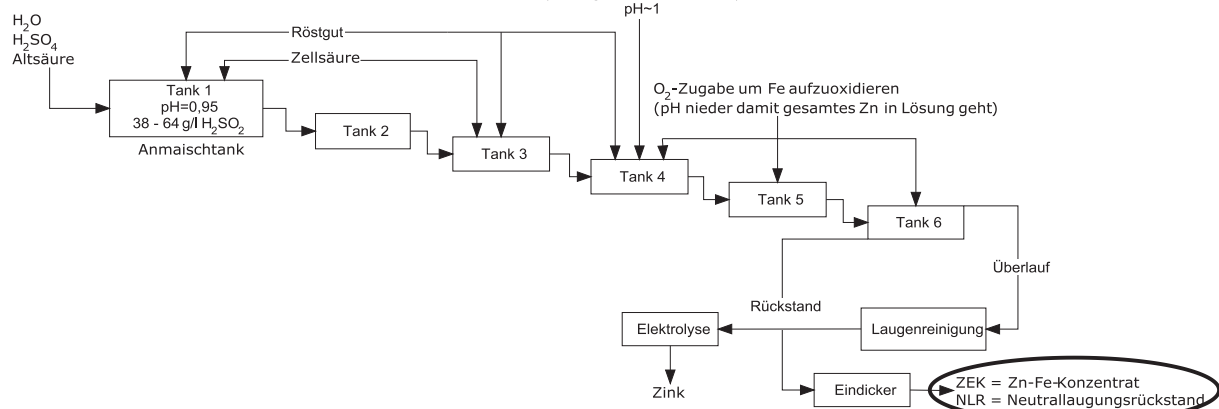 pH~1
H₂O
H₂SO₄
Altsäure
Röstgut
Zellsäure
Tank 1
pH=0,95
38 - 64 g/l H₂SO₂
Anmaischtank
O₂-Zugabe um Fe aufzuoxidieren
(pH nieder damit gesamtes Zn in Lösung geht)
Tank 2
Tank 3
Tank 4
Tank 5
Tank 6
Überlauf
Rückstand
Elektrolyse
Laugenreinigung
Zink
Eindicker
ZEK = Zn-Fe-Konzentrat
NLR = Neutrallaugungsrückstand